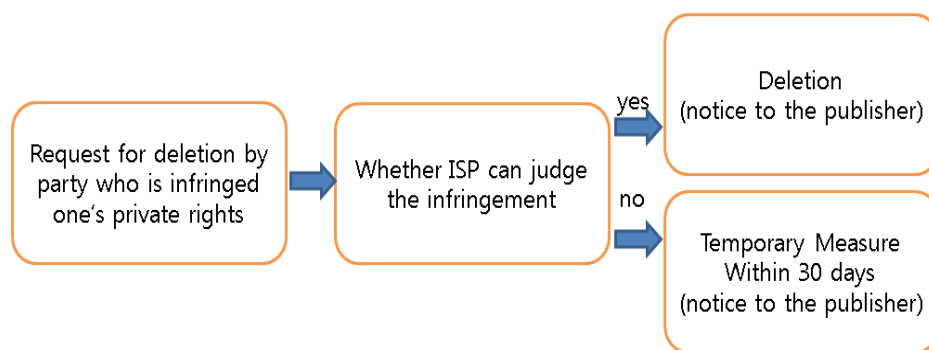 Request for deletion by
party who is infringed
one's private rights
Whether ISP can judge
the infringement
yes
Deletion
(notice to the publisher)
no
Temporary Measure
Within 30 days
(notice to the publisher)